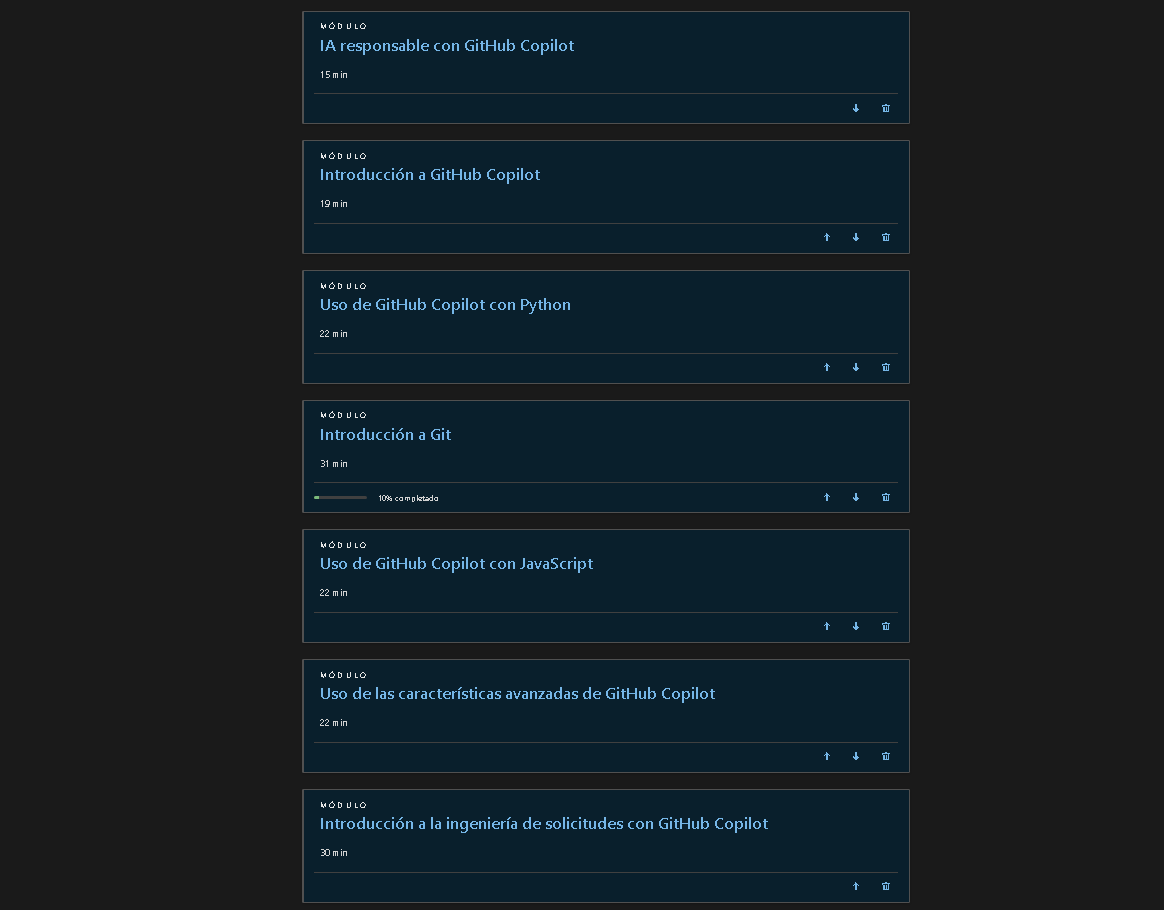 MÓDULO
IA responsable con GitHub Copilot
15 min
MÓDULO
Introducción a GitHub Copilot
19 min
MÓDULO
Uso de GitHub Copilot con Python
22 min
MÓDULO
Introducción a Git
31 min
10% completado
MÓDULO
Uso de GitHub Copilot con JavaScript
22 min
MÓDULO
Uso de las características avanzadas de GitHub Copilot
22 min
MÓDULO
Introducción a la ingeniería de solicitudes con GitHub Copilot
30 min